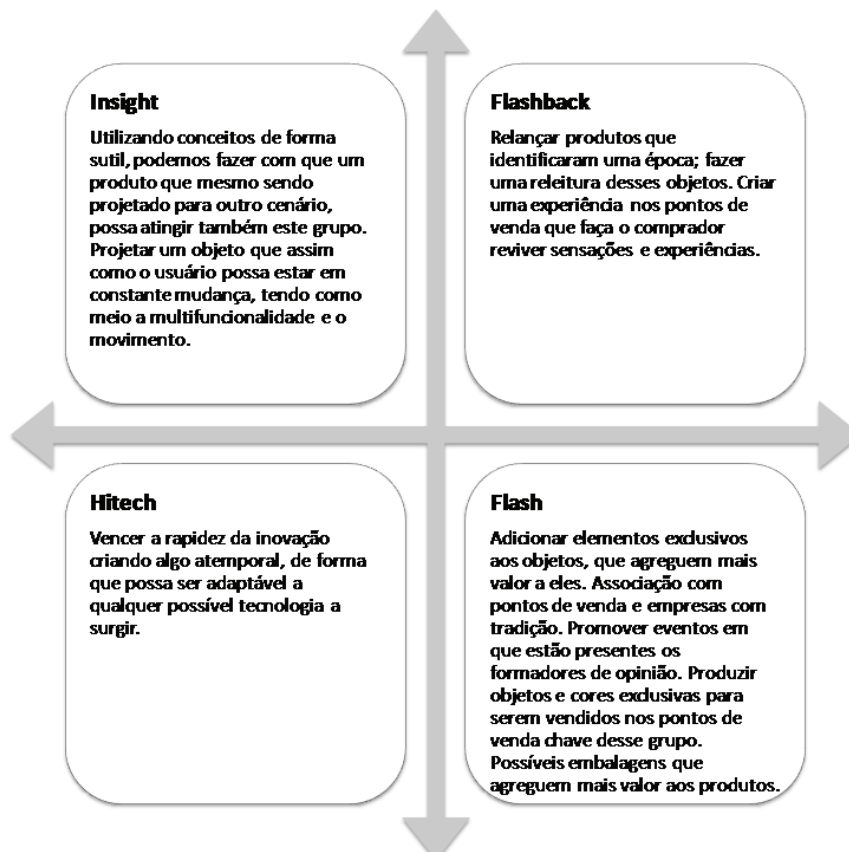 Insight
Utilizando conceitos de forma
sutil, podemos fazer com que um
produto que mesmo sendo
projetado para outro cenário,
possa atingir também este grupo.
Projetar um objeto que assim
como o usuário possa estar em
constante mudança, tendo como
meio a multifuncionalidade e o
movimento.
Flashback
Relançar produtos que
identificaram uma época; fazer
uma releitura desses objetos. Criar
uma experiência nos pontos de
venda que faça o comprador
reviver sensações e experiências.
Hitech
Vencer a rapidez da inovação
criando algo atemporal, de forma
que possa ser adaptável a
qualquer possível tecnologia a
surgir.
Flash
Adicionar elementos exclusivos
aos objetos, que agreguem mais
valor a eles. Associação com
pontos de venda e empresas com
tradição. Promover eventos em
que estão presentes os
formadores de opinião. Produzir
objetos e cores exclusivas para
serem vendidos nos pontos de
venda chave desse grupo.
Possíveis embalagens que
agreguem mais valor aos produtos.